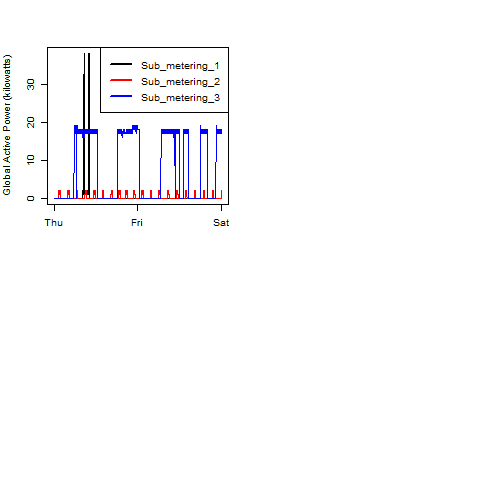 Global Active Power (kilowatts)
30
20
10
0
Sub_metering_1
Sub_metering_2
Sub_metering_3
Thu Fri Sat